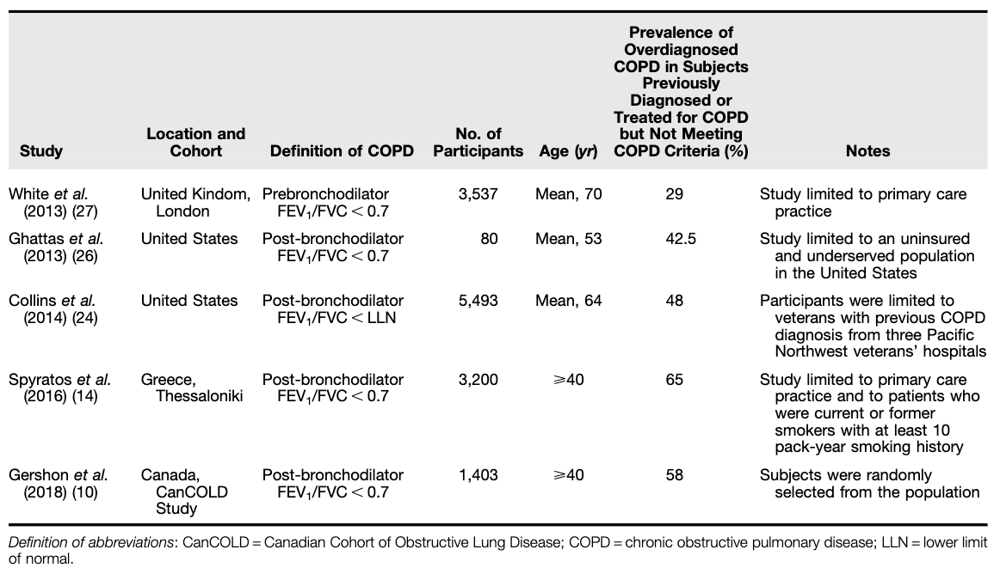 Study
Location and
Cohort
Definition of COPD
No. of
Participants
Age (yr)
Prevalence of
Overdiagnosed
COPD in Subjects
Previously
Diagnosed or
Treated for COPD
but Not Meeting
COPD Criteria (%)
Notes
White et al.
(2013) (27)
United Kindom,
London
Prebronchodilator
FEV₁/FVC < 0.7
3,537
Mean, 70
29
Study limited to primary care
practice
Ghattas et al.
(2013) (26)
United States
Post-bronchodilator
FEV₁/FVC < 0.7
80
Mean, 53
42.5
Study limited to an uninsured
and underserved population
in the United States
Collins et al.
(2014) (24)
United States
Post-bronchodilator
FEV₁/FVC < LLN
5,493
Mean, 64
48
Participants were limited to
veterans with previous COPD
diagnosis from three Pacific
Northwest veterans’ hospitals
Spyratos et al.
(2016) (14)
Greece,
Thessaloniki
Post-bronchodilator
FEV₁/FVC < 0.7
3,200
⩾40
65
Study limited to primary care
practice and to patients who
were current or former
smokers with at least 10
pack-year smoking history
Gershon et al.
(2018) (10)
Canada,
CanCOLD
Study
Post-bronchodilator
FEV₁/FVC < 0.7
1,403
⩾40
58
Subjects were randomly
selected from the population
Definition of abbreviations: CanCOLD = Canadian Cohort of Obstructive Lung Disease; COPD = chronic obstructive pulmonary disease; LLN = lower limit
of normal.